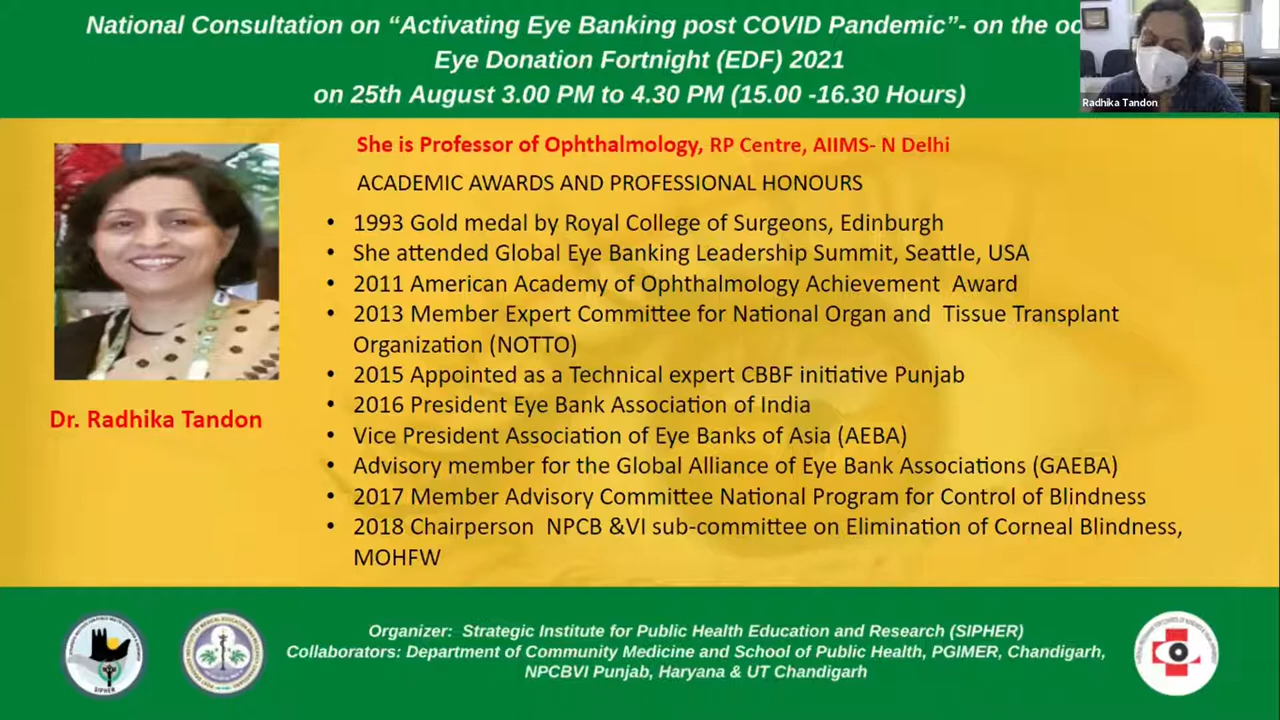 National Consultation on “Activating Eye Banking post COVID Pandemic”- on the oc
Eye Donation Fortnight (EDF) 2021
on 25th August 3.00 PM to 4.30 PM (15.00 -16.30 Hours)
Radhika Tandon
She is Professor of Ophthalmology, RP Centre, AIIMS- N Delhi
ACADEMIC AWARDS AND PROFESSIONAL HONOURS
• 1993 Gold medal by Royal College of Surgeons, Edinburgh
• She attended Global Eye Banking Leadership Summit, Seattle, USA
• 2011 American Academy of Ophthalmology Achievement Award
• 2013 Member Expert Committee for National Organ and Tissue Transplant
Organization (NOTTO)
• 2015 Appointed as a Technical expert CBBF initiative Punjab
• 2016 President Eye Bank Association of India
• Vice President Association of Eye Banks of Asia (AEBA)
• Advisory member for the Global Alliance of Eye Bank Associations (GAEBA)
• 2017 Member Advisory Committee National Program for Control of Blindness
• 2018 Chairperson NPCB &VI sub-committee on Elimination of Corneal Blindness,
MOHFW
Dr. Radhika Tandon
Organizer: Strategic Institute for Public Health Education and Research (SIPHER)
Collaborators: Department of Community Medicine and School of Public Health, PGIMER, Chandigarh,
NPCBVI Punjab, Haryana & UT Chandigarh
SIPHER